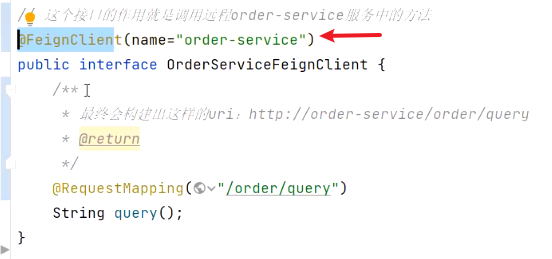 // 这个接口的作用就是调用远程order-service服务中的方法
@FeignClient(name="order-service")
public interface OrderServiceFeignClient {
/**
* 最终会构建出这样的uri：http://order-service/order/query
* @return
*/
@RequestMapping("/order/query")
String query();
}